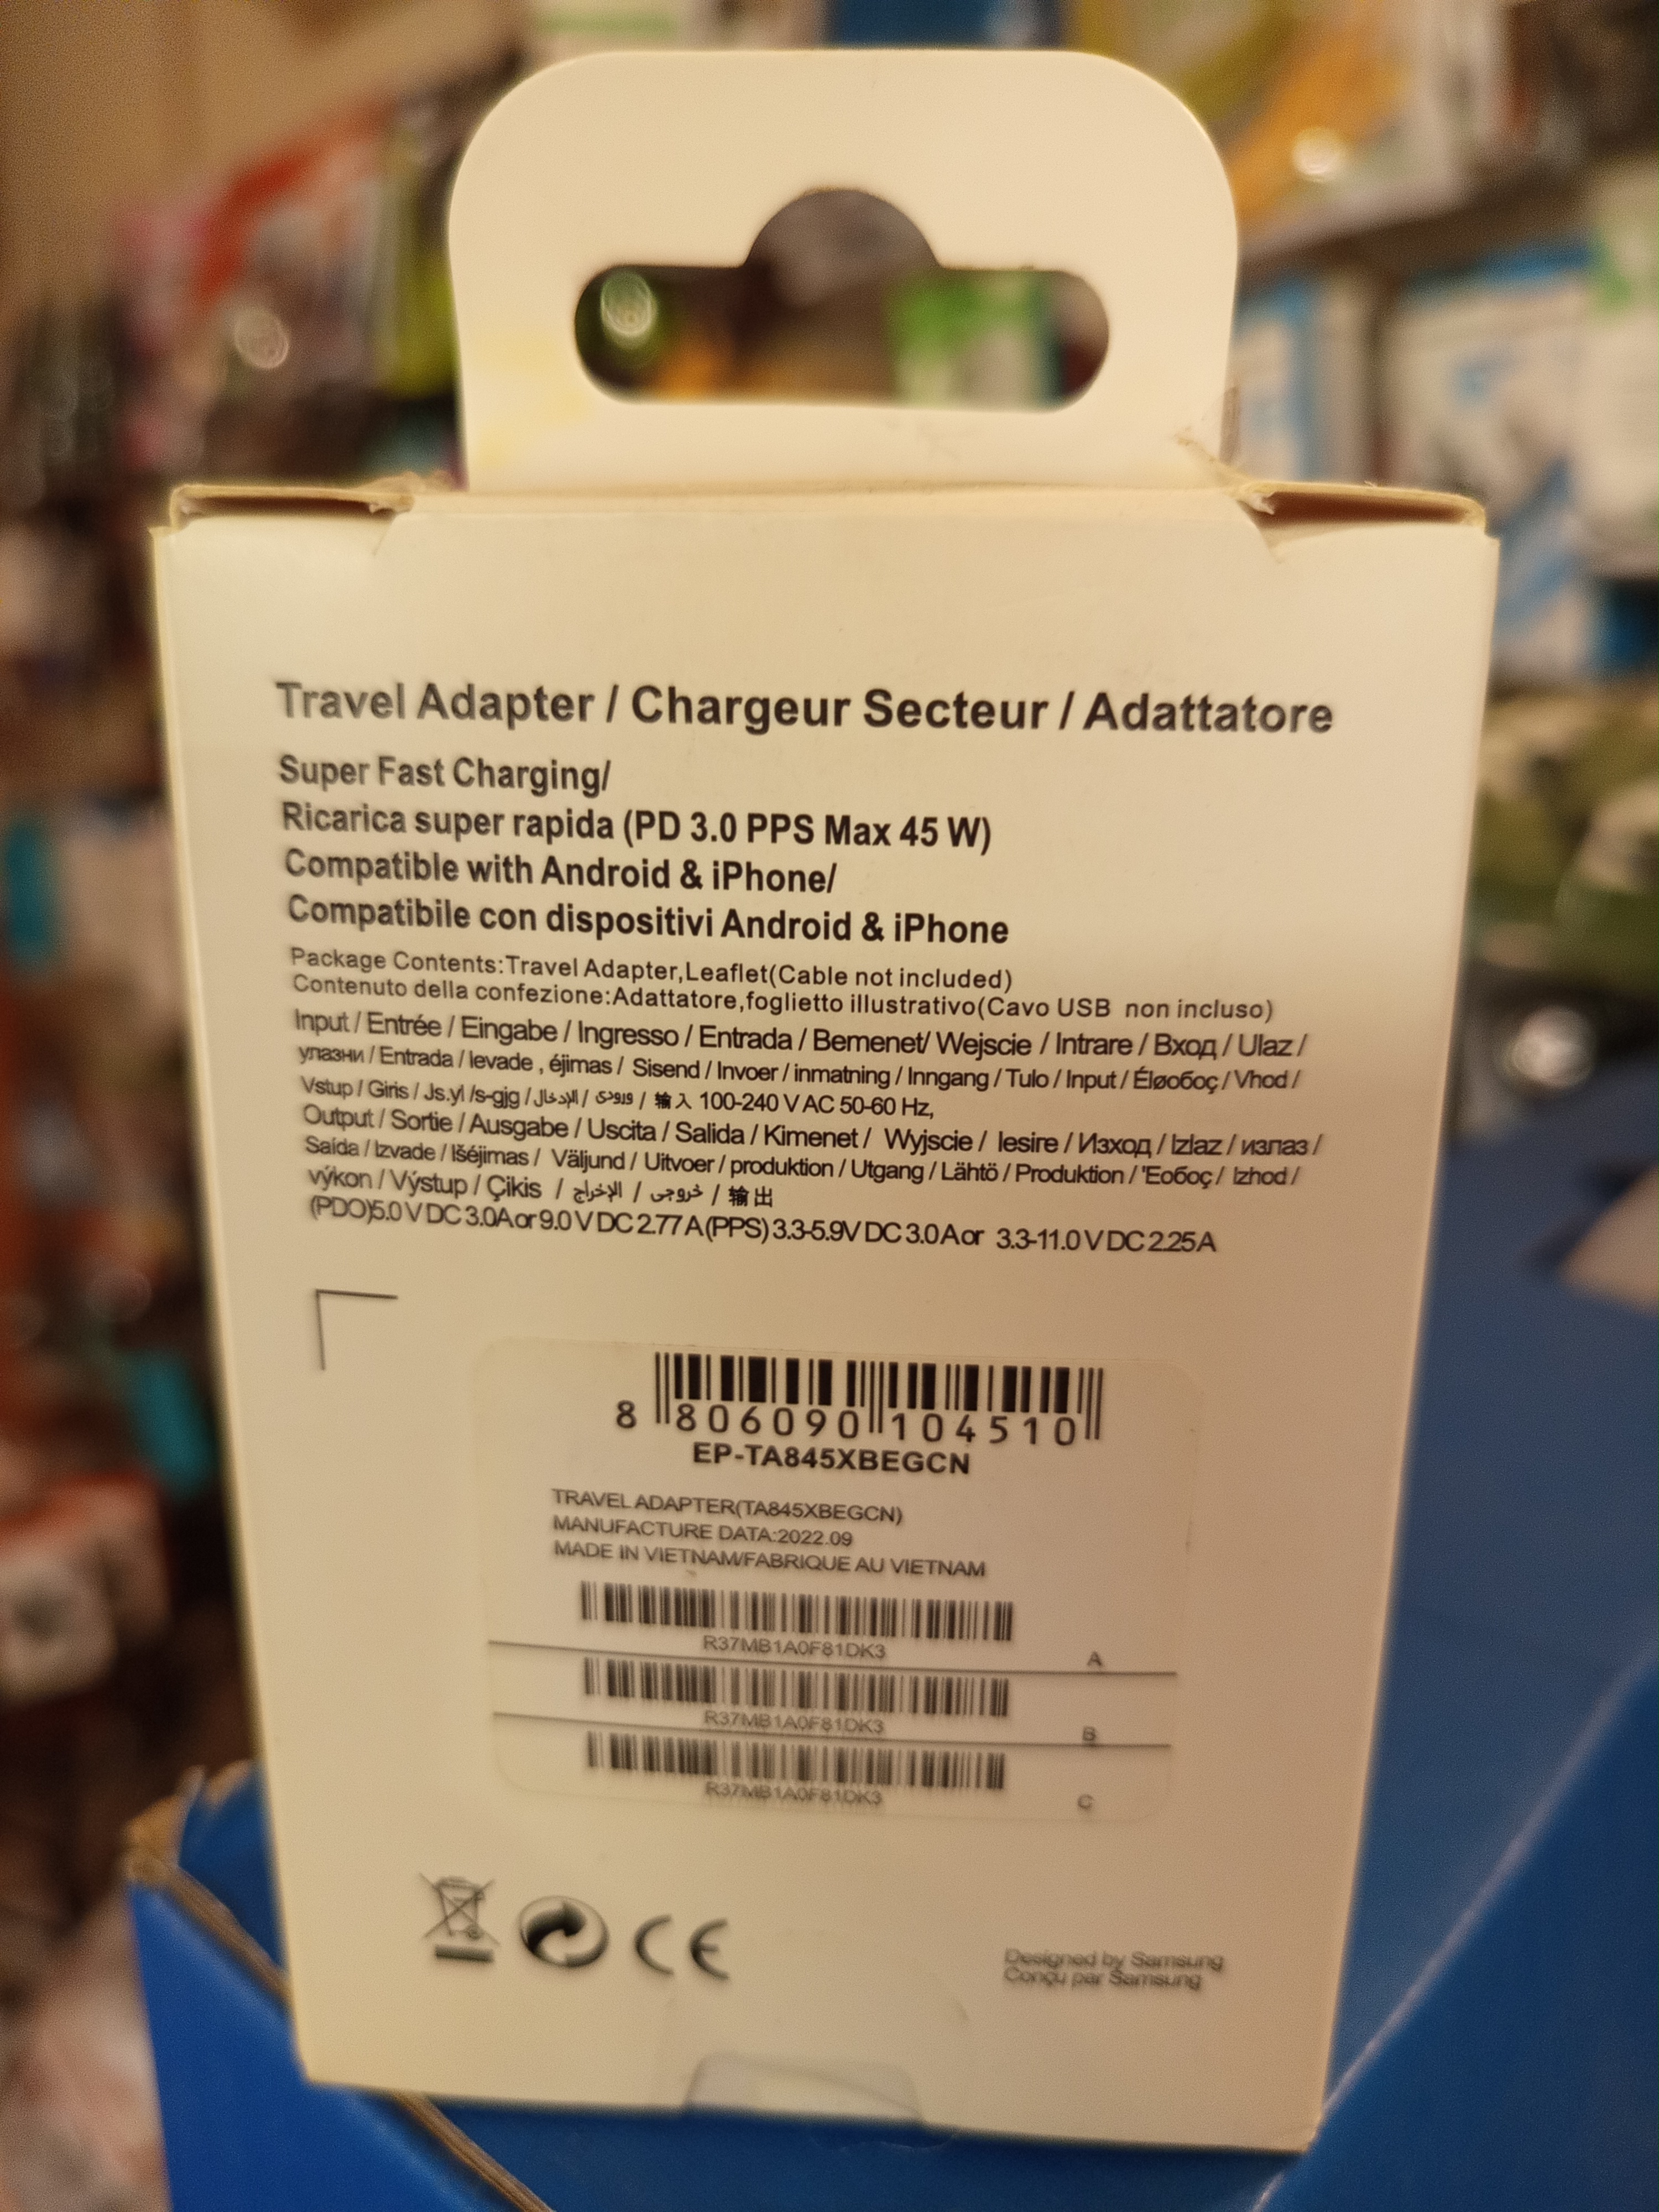 Travel Adapter / Chargeur Secteur / Adattatore
Super Fast Charging/
Ricarica super rapida (PD 3.0 PPS Max 45 W)
Compatible with Android & iPhone/
Compatibile con dispositivi Android & iPhone
Package Contents:Travel Adapter,Leaflet(Cable not included)
Contenuto della confezione:Adattatore,foglietto illustrativo(Cavo USB non incluso)
Input / Entrée / Eingabe / Ingresso / Entrada / Bemenet/ Wejscie / Intrare / Вход / Ulaz /
упазни / Entrada / Ievade , éjimas / Sisend / Invoer / inmatning / Inngang / Tulo / Input / Éløoбoç / Vhod /
Vstup / Giris / Js.yl /s-gjg / الإدخال / ورودی / 输入 100-240 V AC 50-60 Hz,
Output / Sortie / Ausgabe / Uscita / Salida / Kimenet / Wyjscie / Iesire / Изход / Izlaz / излаз /
Saída / Izvade / Išéjimas / Väljund / Uitvoer / produktion / Utgang / Lähtö / Produktion / 'Eoбoç / Izhod /
výkon / Výstup / Çikis / الإخراج / خروجى / 输出
(PDO)5.0 V DC 3.0A or 9.0 V DC 2.77 A (PPS) 3.3-5.9V DC 3.0A or 3.3-11.0 V DC 2.25 A
8 806090 104510
EP-TA845XBEGCN
TRAVEL ADAPTER(TA845XBEGCN)
MANUFACTURE DATA:2022.09
MADE IN VIETNAM/FABRIQUE AU VIETNAM
R37MB1A0F81DK3
A
R37MB1A0F81DK3
B
R37MB1A0F81DK3
C
CE
Designed by Samsung
Conçu par Samsung